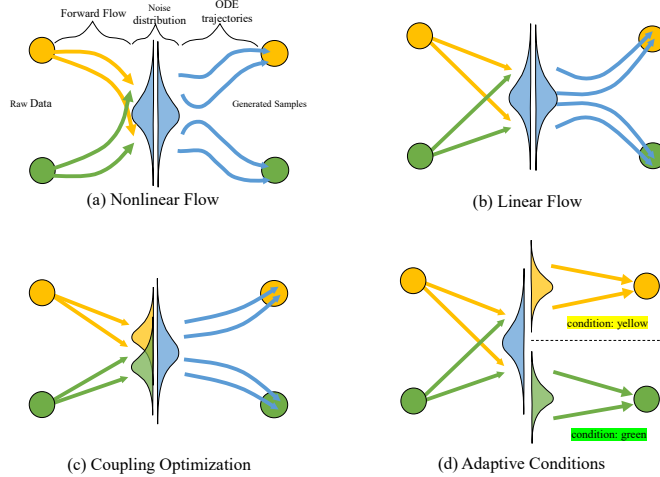 Forward Flow
Noise
distribution
ODE
trajectories
Raw Data
Generated Samples
(a) Nonlinear Flow
(b) Linear Flow
condition: yellow
condition: green
(c) Coupling Optimization
(d) Adaptive Conditions